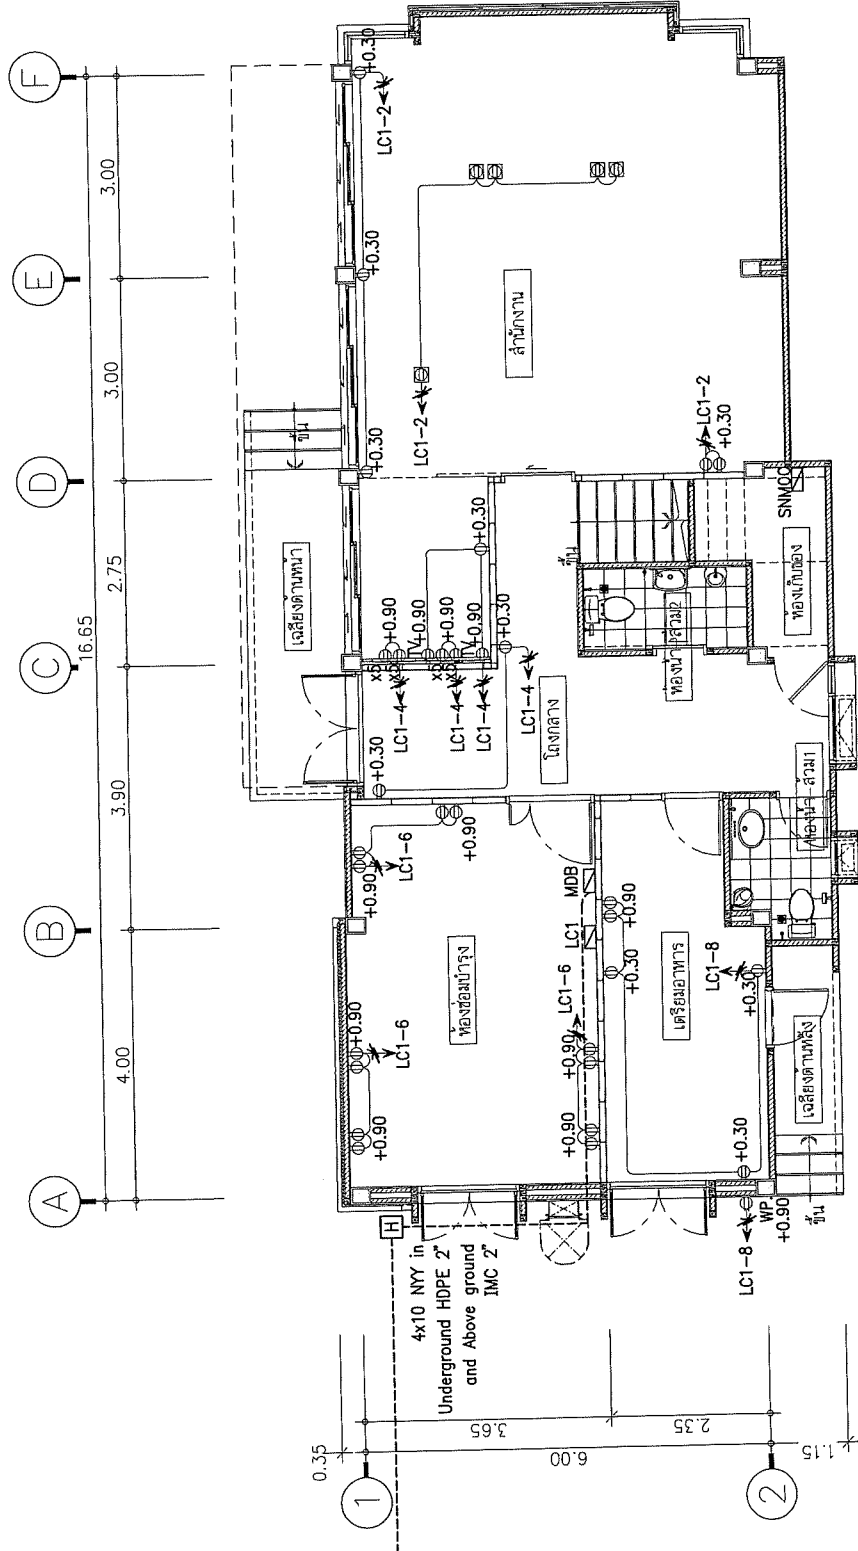 A
B
C
D
E
F
16.65
4.00
3.90
2.75
3.00
3.00
1
2
0.35
3.65
6.00
2.35
1.15
เฉลียงด้านหน้า
ขึ้น
+0.30
LC1-2
+0.30
+0.30
LC1-2
สำนักงาน
LC1-2
+0.30
+0.30
+0.90
TV
+0.90
+0.90
TV
+0.90
x5
x5
x5
x5
LC1-4
LC1-4
LC1-4
+0.30
LC1-4
+0.30
โถงกลาง
ขึ้น
ห้องน้ำ-ส้วม2
ห้องเก็บของ
SNMOC
ห้องน้ำ-ส้วม1
+0.90
LC1-6
+0.90
ห้องซ่อมบำรุง
MDB
LC1
+0.90
LC1-6
+0.90
LC1-6
+0.90
+0.90
+0.90
+0.30
เตรียมอาหาร
LC1-8
+0.30
+0.30
เฉลียงด้านหลัง
ขึ้น
WP
+0.90
LC1-8
H
4x10 NYY in
Underground HDPE 2"
and Above ground
IMC 2"